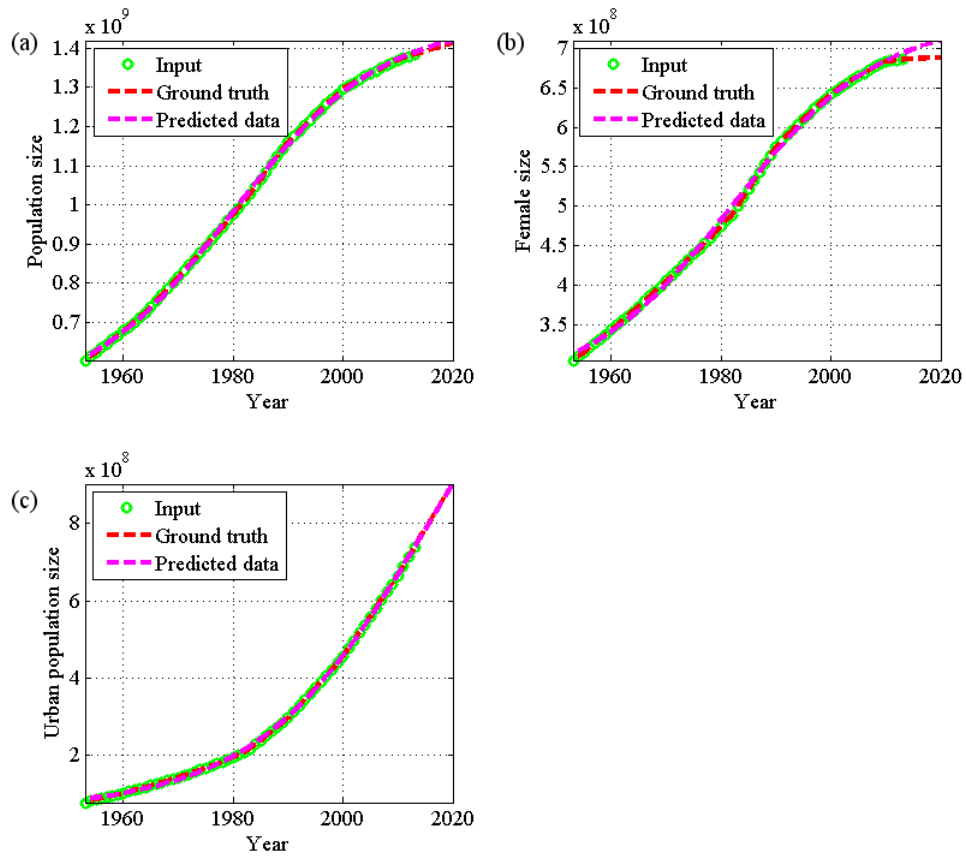 (a)
x 10^9
1.4
1.3
1.2
1.1
1
0.9
0.8
0.7
Population size
Input
Ground truth
Predicted data
1960
1980
2000
2020
Year
(b)
x 10^8
7
6.5
6
5.5
5
4.5
4
3.5
Female size
Input
Ground truth
Predicted data
1960
1980
2000
2020
Year
(c)
x 10^8
8
6
4
2
Urban population size
Input
Ground truth
Predicted data
1960
1980
2000
2020
Year